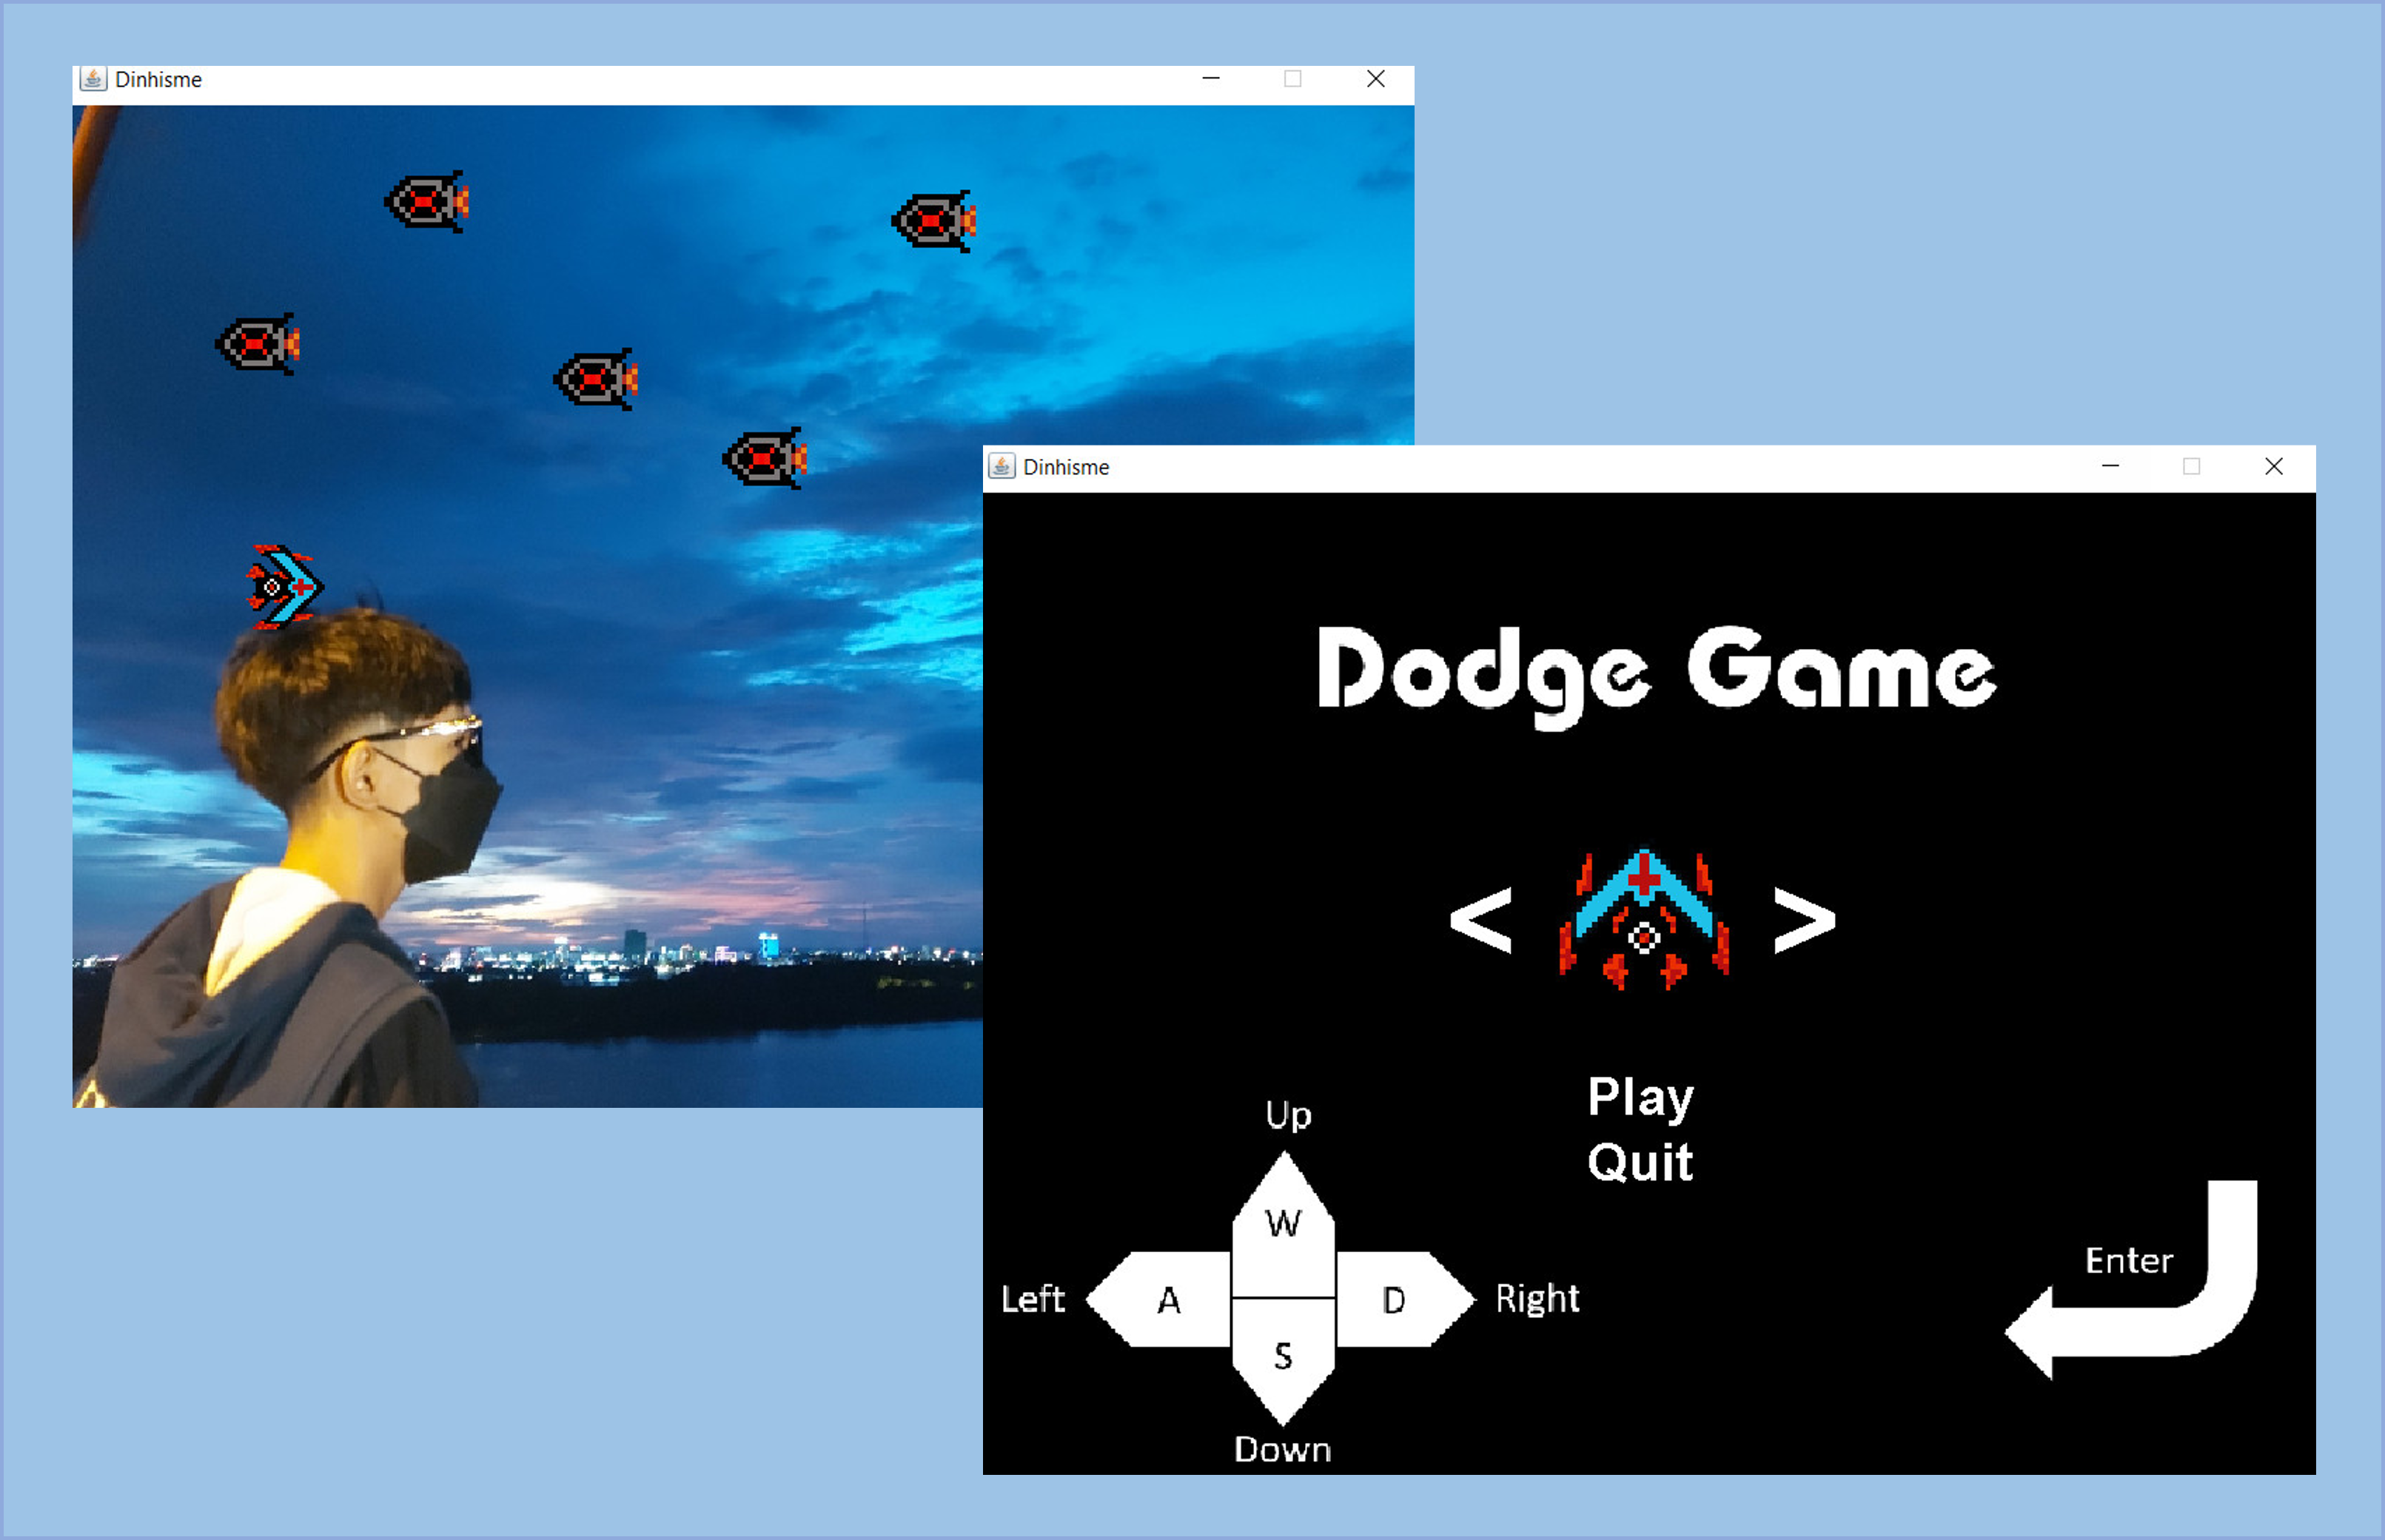 Dinhisme
Dinhisme
Dodge Game
< >
Play
Quit
Up
W
Left A D Right
S
Down
Enter